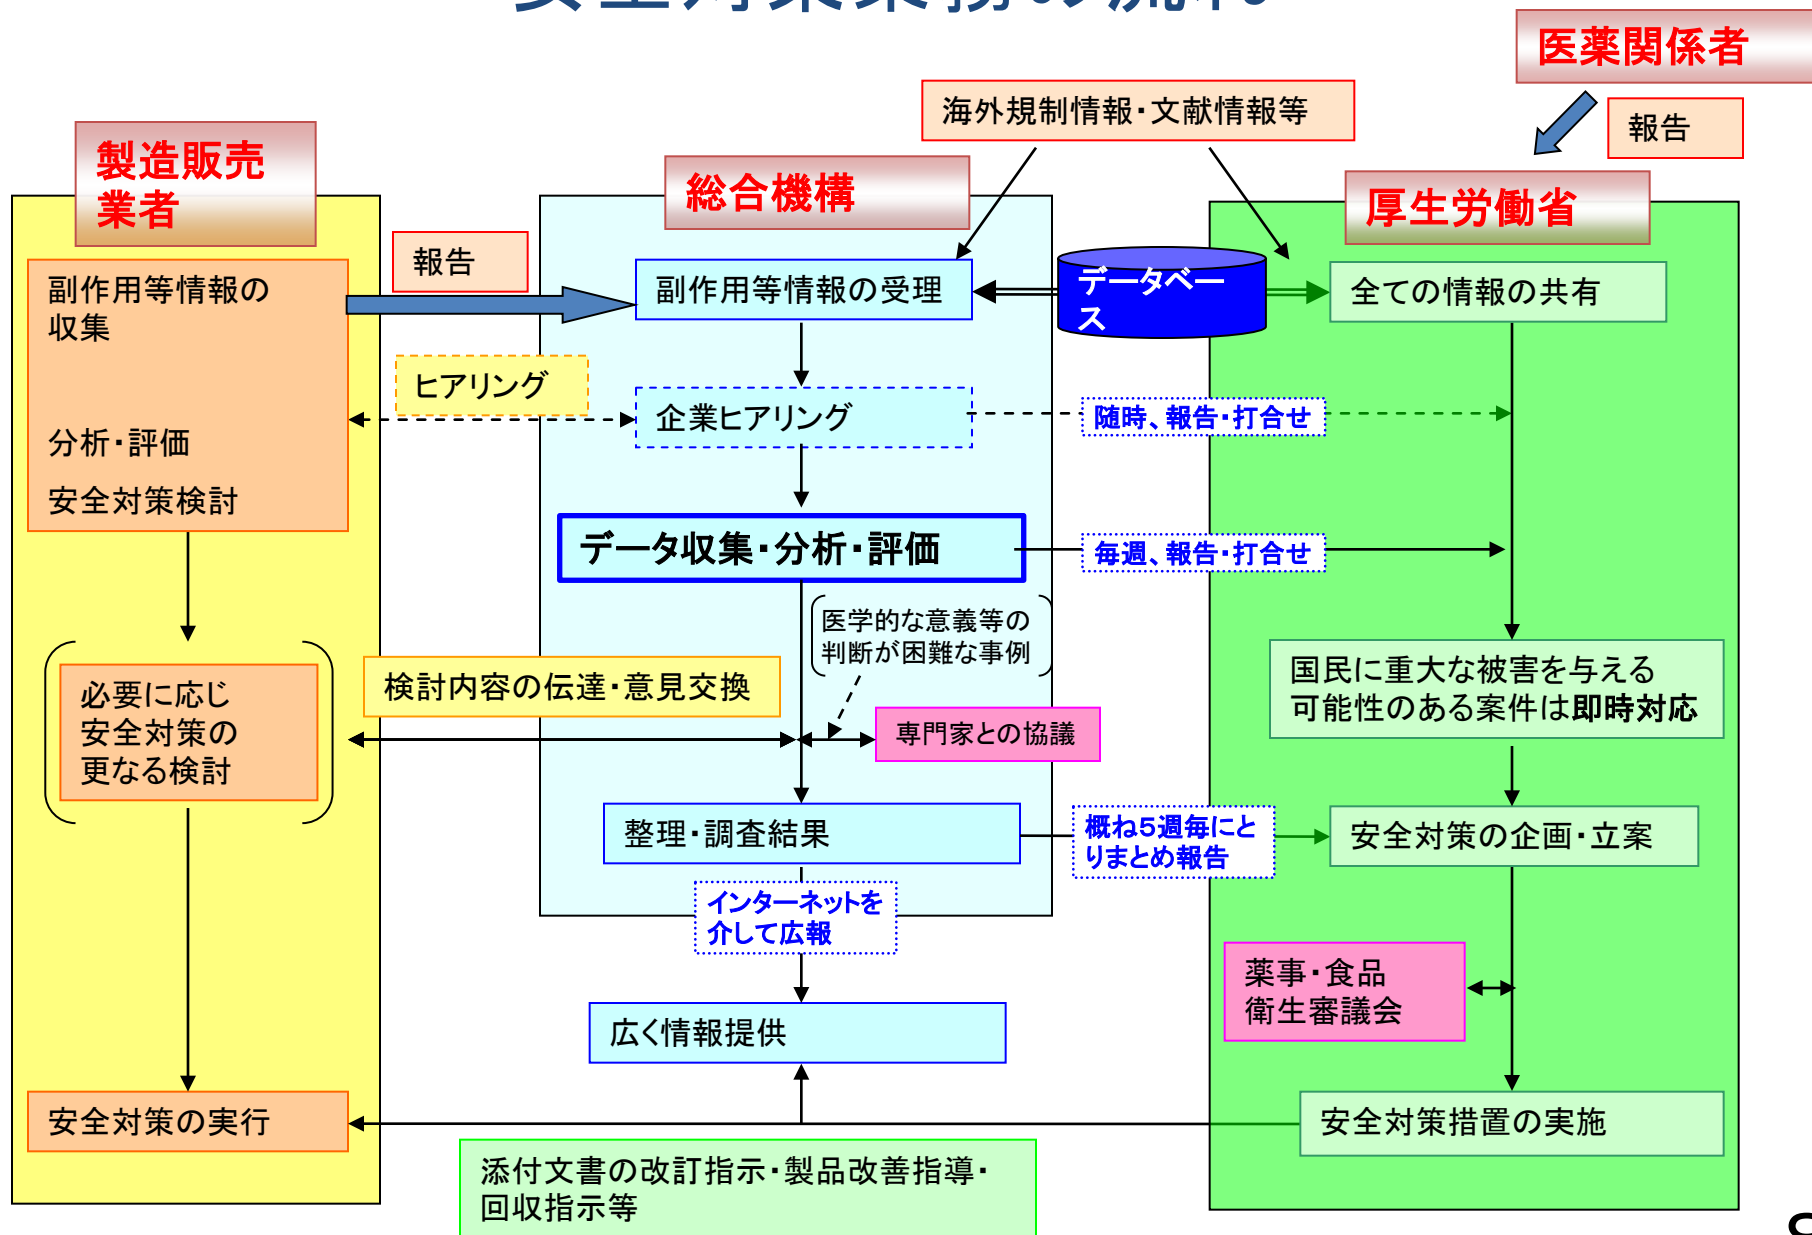 安全対策業務の流れ
医薬関係者
報告
海外規制情報・文献情報等
製造販売
業者
総合機構
厚生労働省
報告
副作用等情報の
収集
分析・評価
安全対策検討
副作用等情報の受理
データベー
ス
全ての情報の共有
ヒアリング
企業ヒアリング
随時、報告・打合せ
データ収集・分析・評価
毎週、報告・打合せ
医学的な意義等の
判断が困難な事例
検討内容の伝達・意見交換
専門家との協議
必要に応じ
安全対策の
更なる検討
国民に重大な被害を与える
可能性のある案件は即時対応
整理・調査結果
概ね5週毎にと
りまとめ報告
安全対策の企画・立案
インターネットを
介して広報
薬事・食品
衛生審議会
広く情報提供
安全対策の実行
安全対策措置の実施
添付文書の改訂指示・製品改善指導・
回収指示等